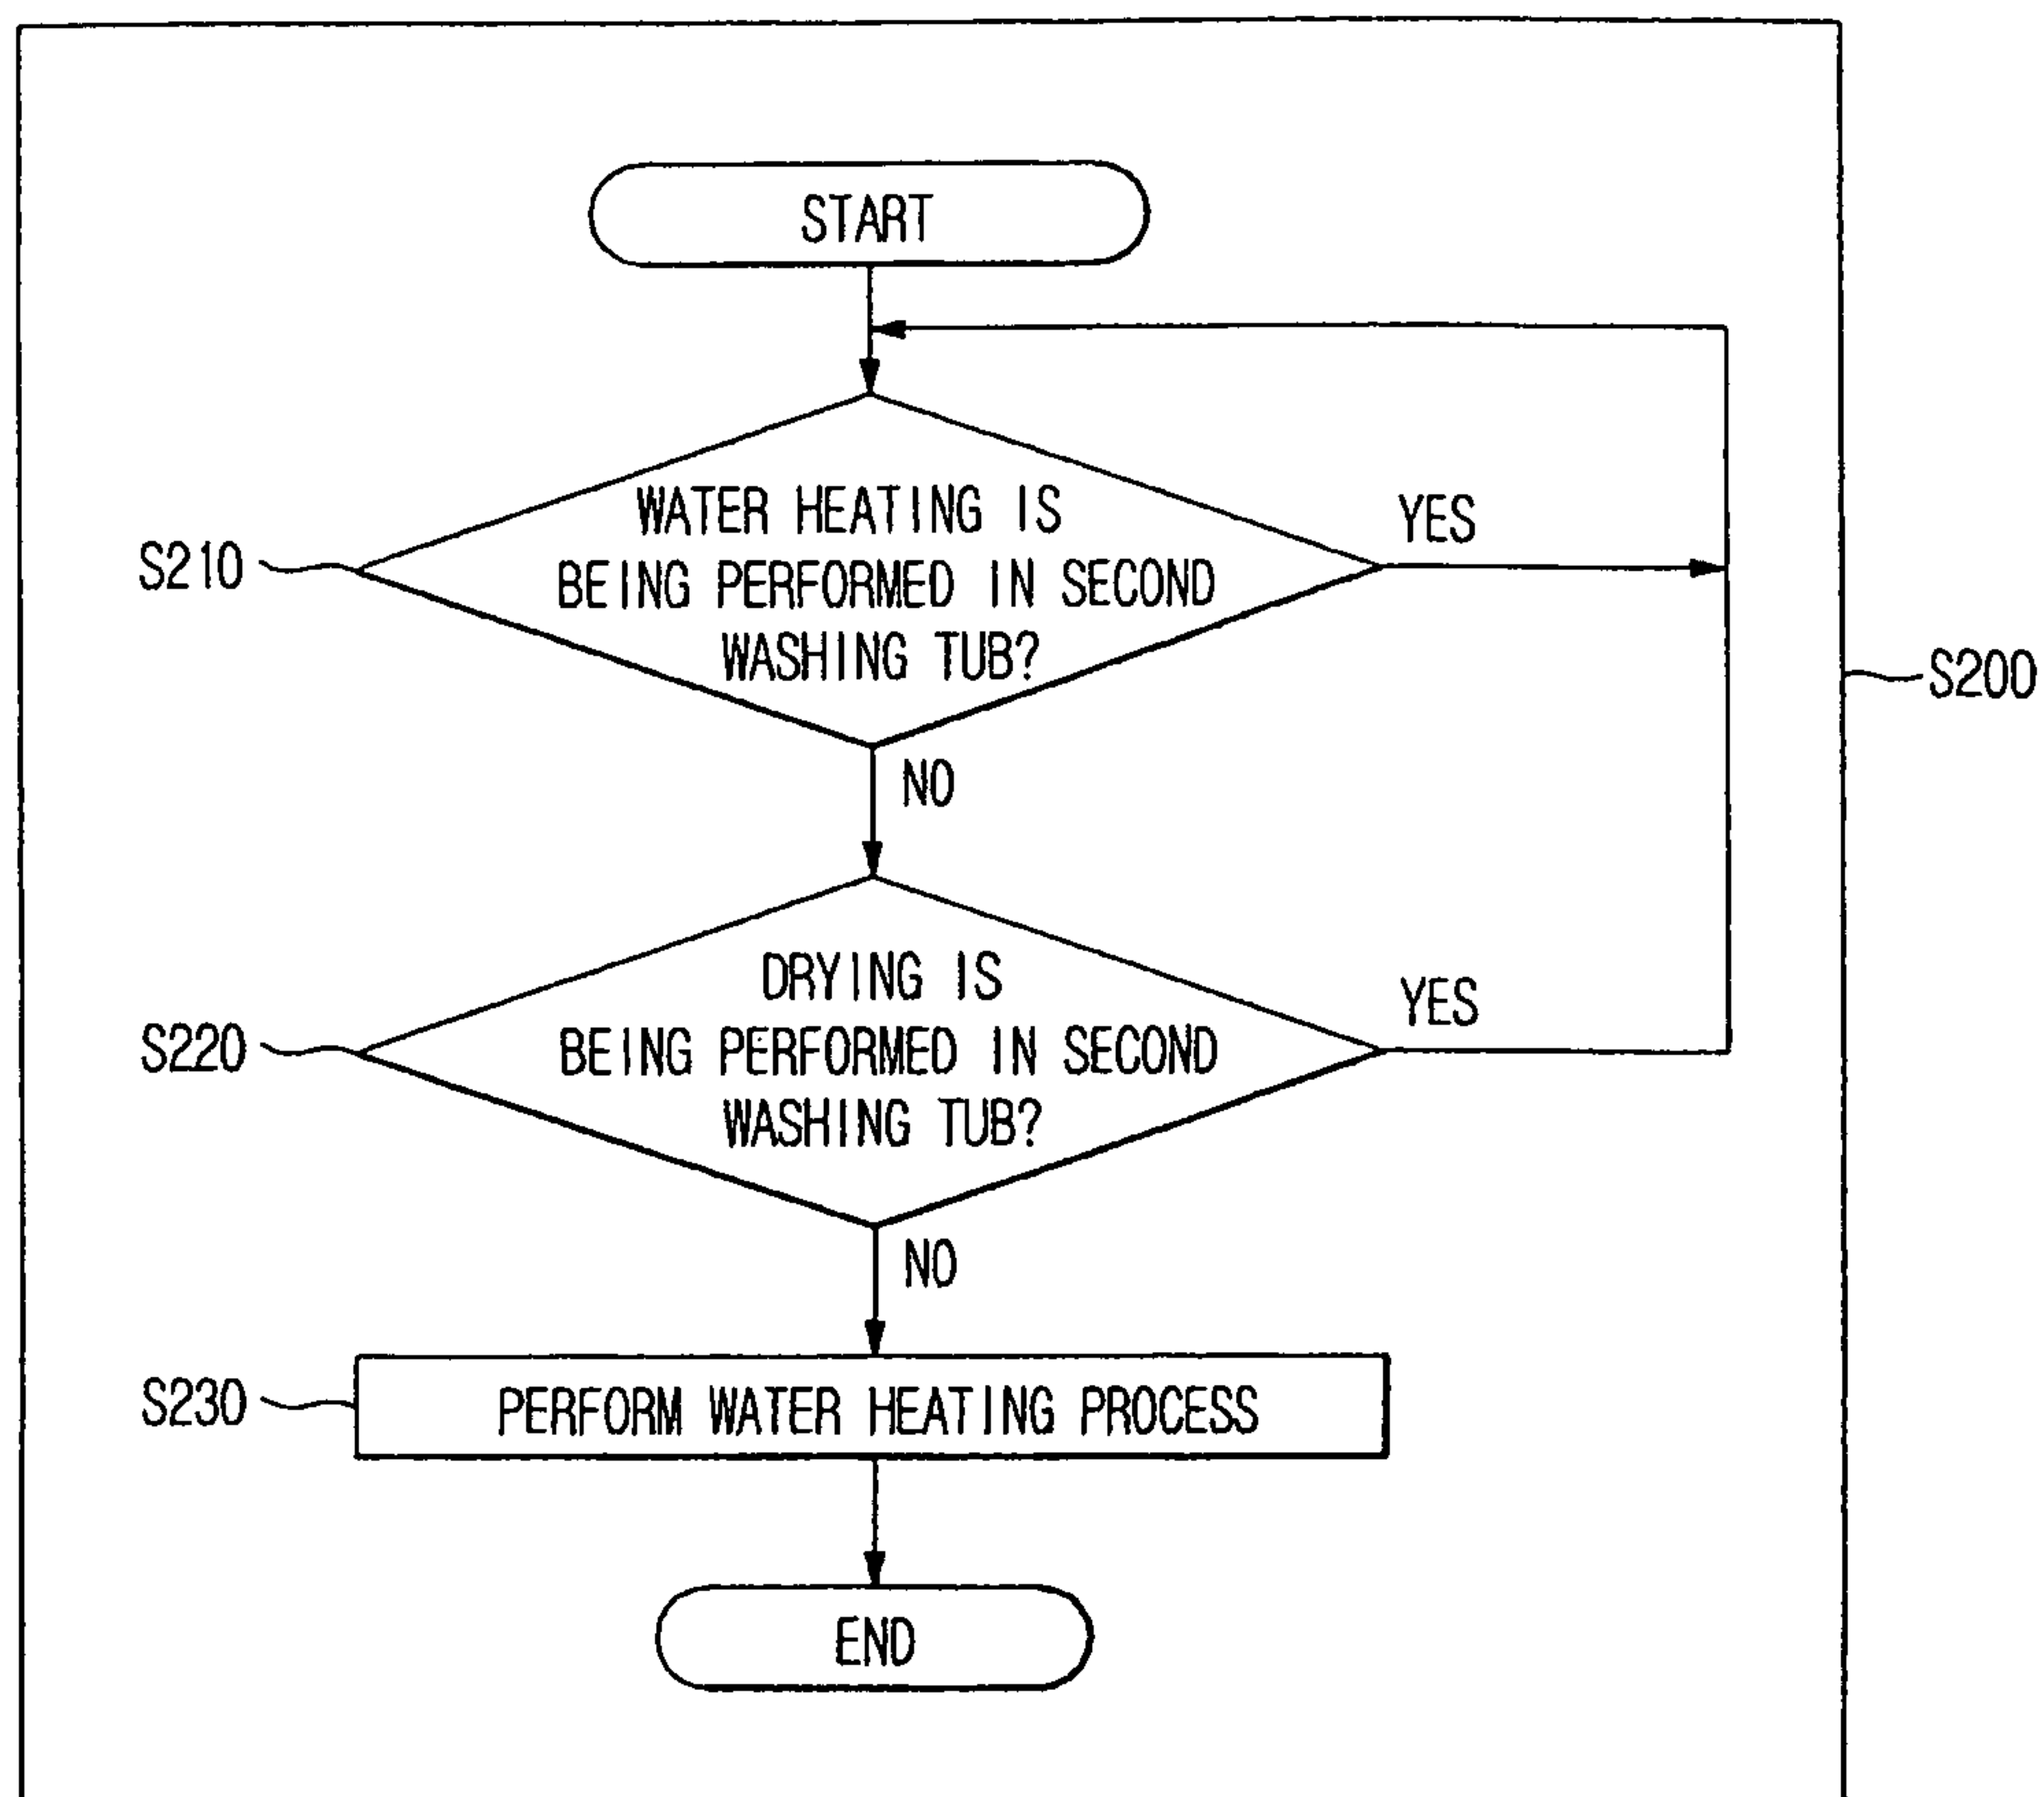 START
WATER HEATING IS
BEING PERFORMED IN SECOND
WASHING TUB?
YES
S210
S200
NO
DRYING IS
BEING PERFORMED IN SECOND
WASHING TUB?
YES
S220
NO
S230
PERFORM WATER HEATING PROCESS
END